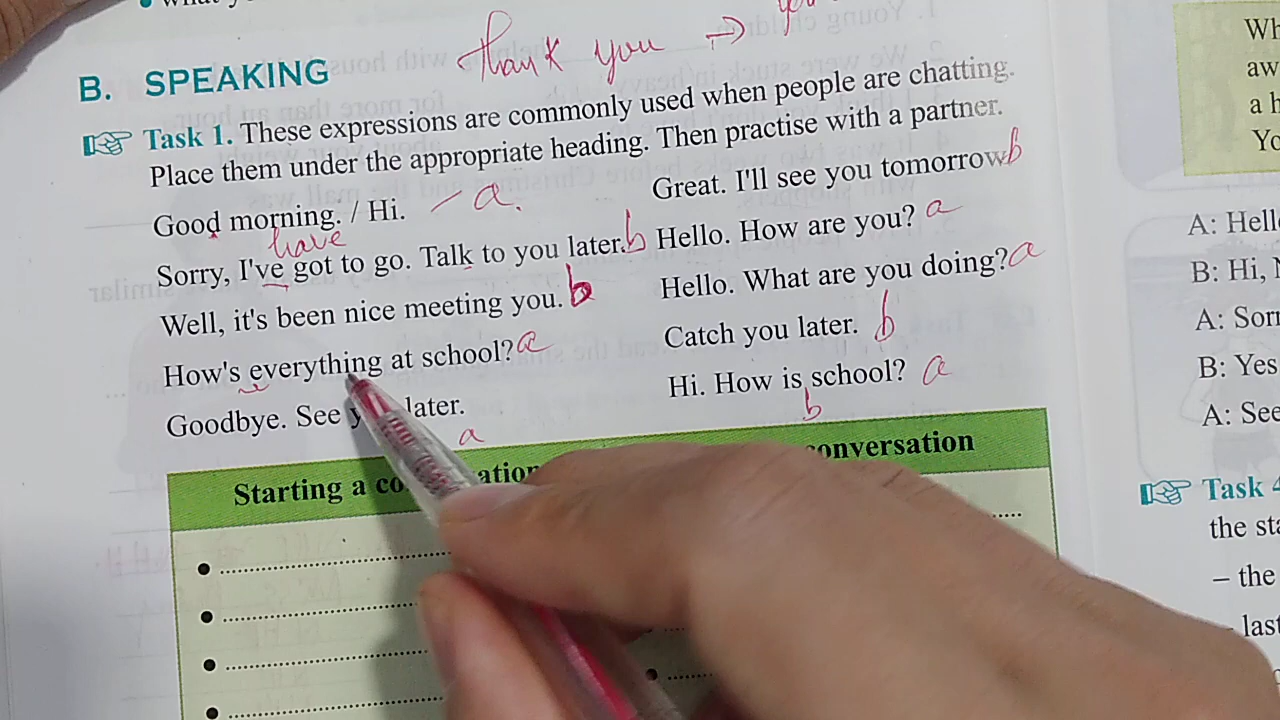 thank you →
B. SPEAKING
Task 1. These expressions are commonly used when people are chatting.
Place them under the appropriate heading. Then practise with a partner.
Good morning. / Hi. – a.
have
Sorry, I've got to go. Talk to you later. b
Well, it's been nice meeting you. b
How's everything at school? a
Goodbye. See later.
Great. I'll see you tomorrow b
Hello. How are you? a
Hello. What are you doing? a
Catch you later. b
Hi. How is school? a
a
b
Starting a
conversation
Wh
aw
a h
Yo
A: Hell
B: Hi,
A: Sorr
B: Yes
A: See
Task 4
the sta
– the
– last